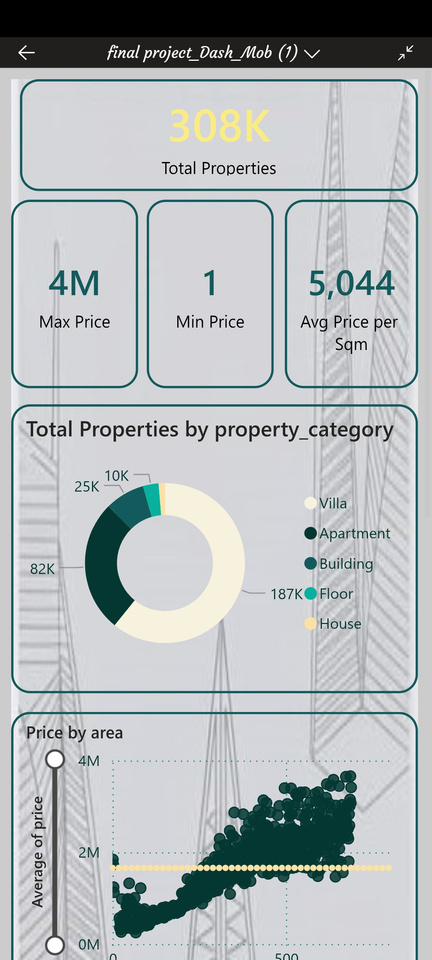 final project_Dash_Mob (1)
308K
Total Properties
4M
Max Price
1
Min Price
5,044
Avg Price per
Sqm
Total Properties by property_category
10K
25K
82K
187K
Villa
Apartment
Building
Floor
House
Price by area
Average of price
4M
2M
0M
0
500